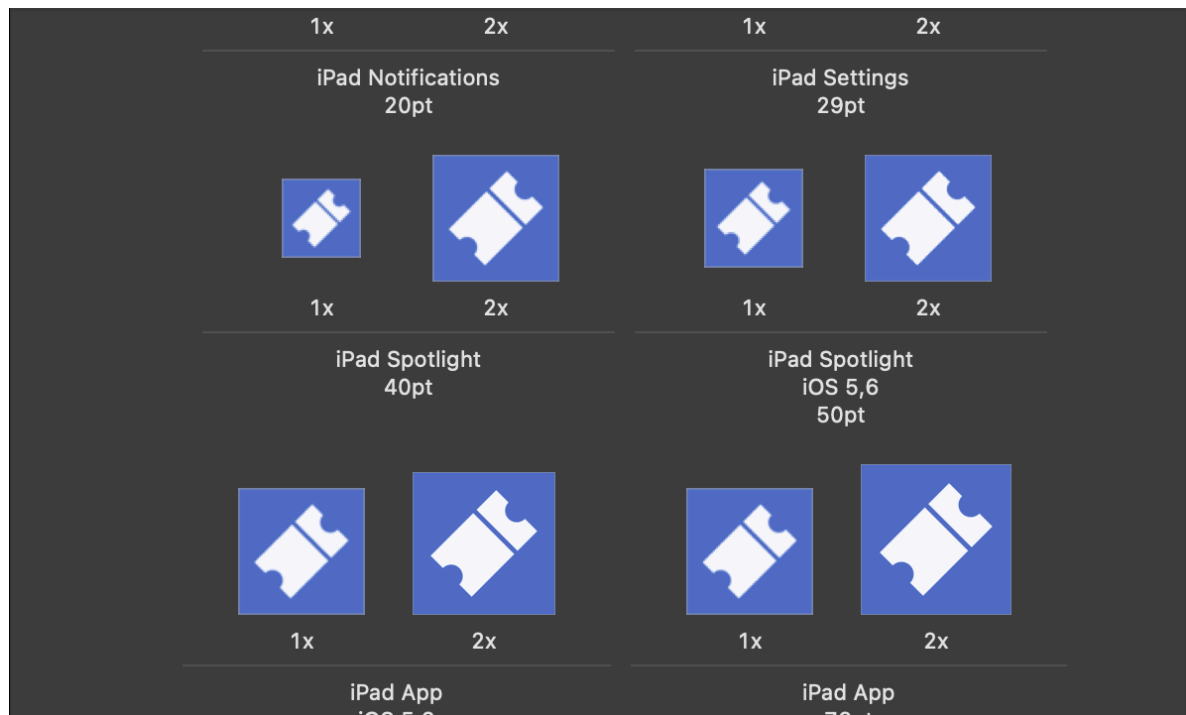 1x 2x 1x 2x
iPad Notifications
20pt
iPad Settings
29pt
1x 2x 1x 2x
iPad Spotlight
40pt
iPad Spotlight
iOS 5,6
50pt
1x 2x 1x 2x
iPad App
iPad App